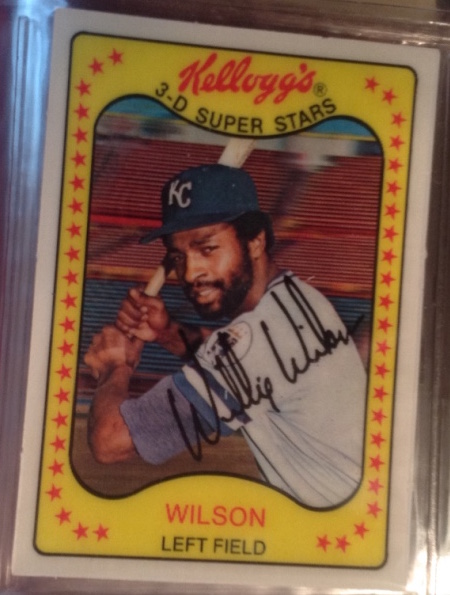 Kellogg's®
3-D SUPER STARS
KC
Willie Wilson
WILSON
LEFT FIELD